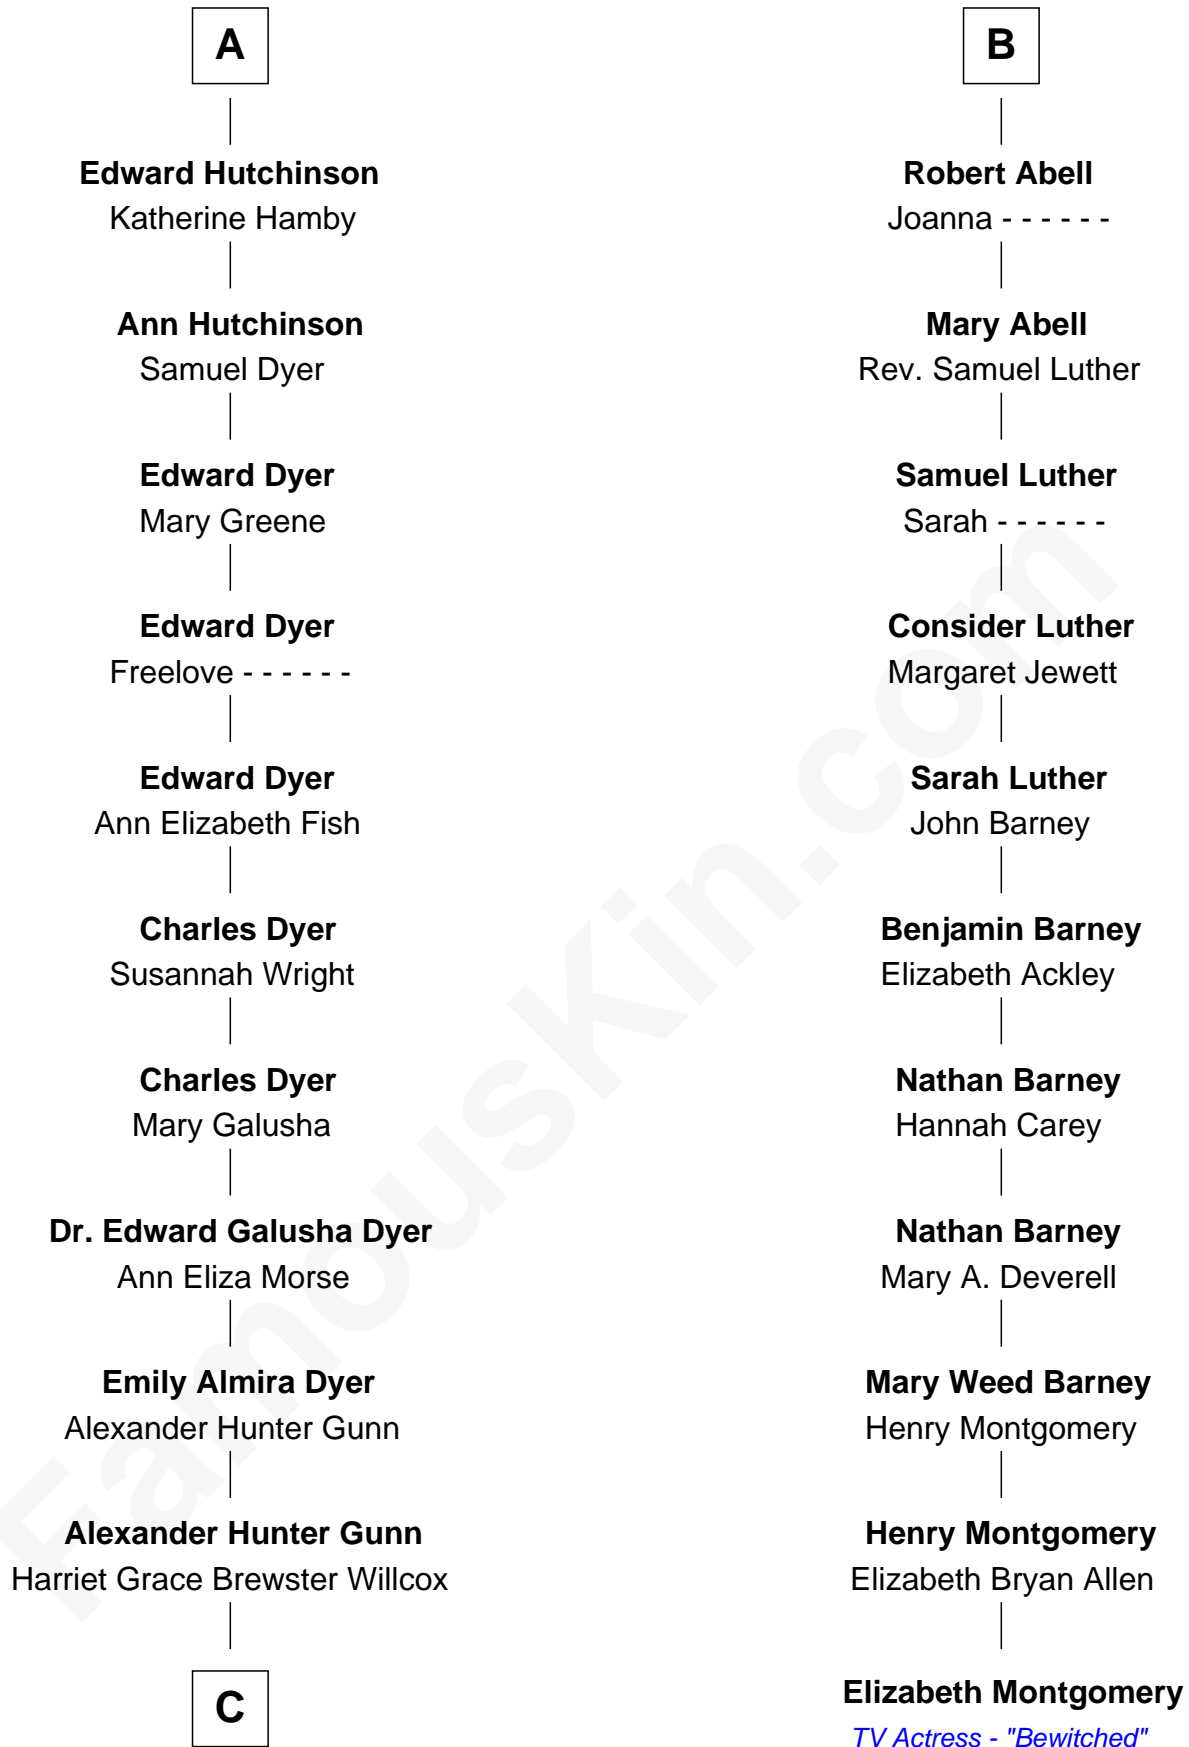 A
Edward Hutchinson
Katherine Hamby
Ann Hutchinson
Samuel Dyer
Edward Dyer
Mary Greene
Edward Dyer
Freelove - - - - - -
Edward Dyer
Ann Elizabeth Fish
Charles Dyer
Susannah Wright
Charles Dyer
Mary Galusha
Dr. Edward Galusha Dyer
Ann Eliza Morse
Emily Almira Dyer
Alexander Hunter Gunn
Alexander Hunter Gunn
Harriet Grace Brewster Willcox
C
B
Robert Abell
Joanna - - - - - -
Mary Abell
Rev. Samuel Luther
Samuel Luther
Sarah - - - - - -
Consider Luther
Margaret Jewett
Sarah Luther
John Barney
Benjamin Barney
Elizabeth Ackley
Nathan Barney
Hannah Carey
Nathan Barney
Mary A. Deverell
Mary Weed Barney
Henry Montgomery
Henry Montgomery
Elizabeth Bryan Allen
Elizabeth Montgomery
TV Actress - "Bewitched"
FamousKin.com